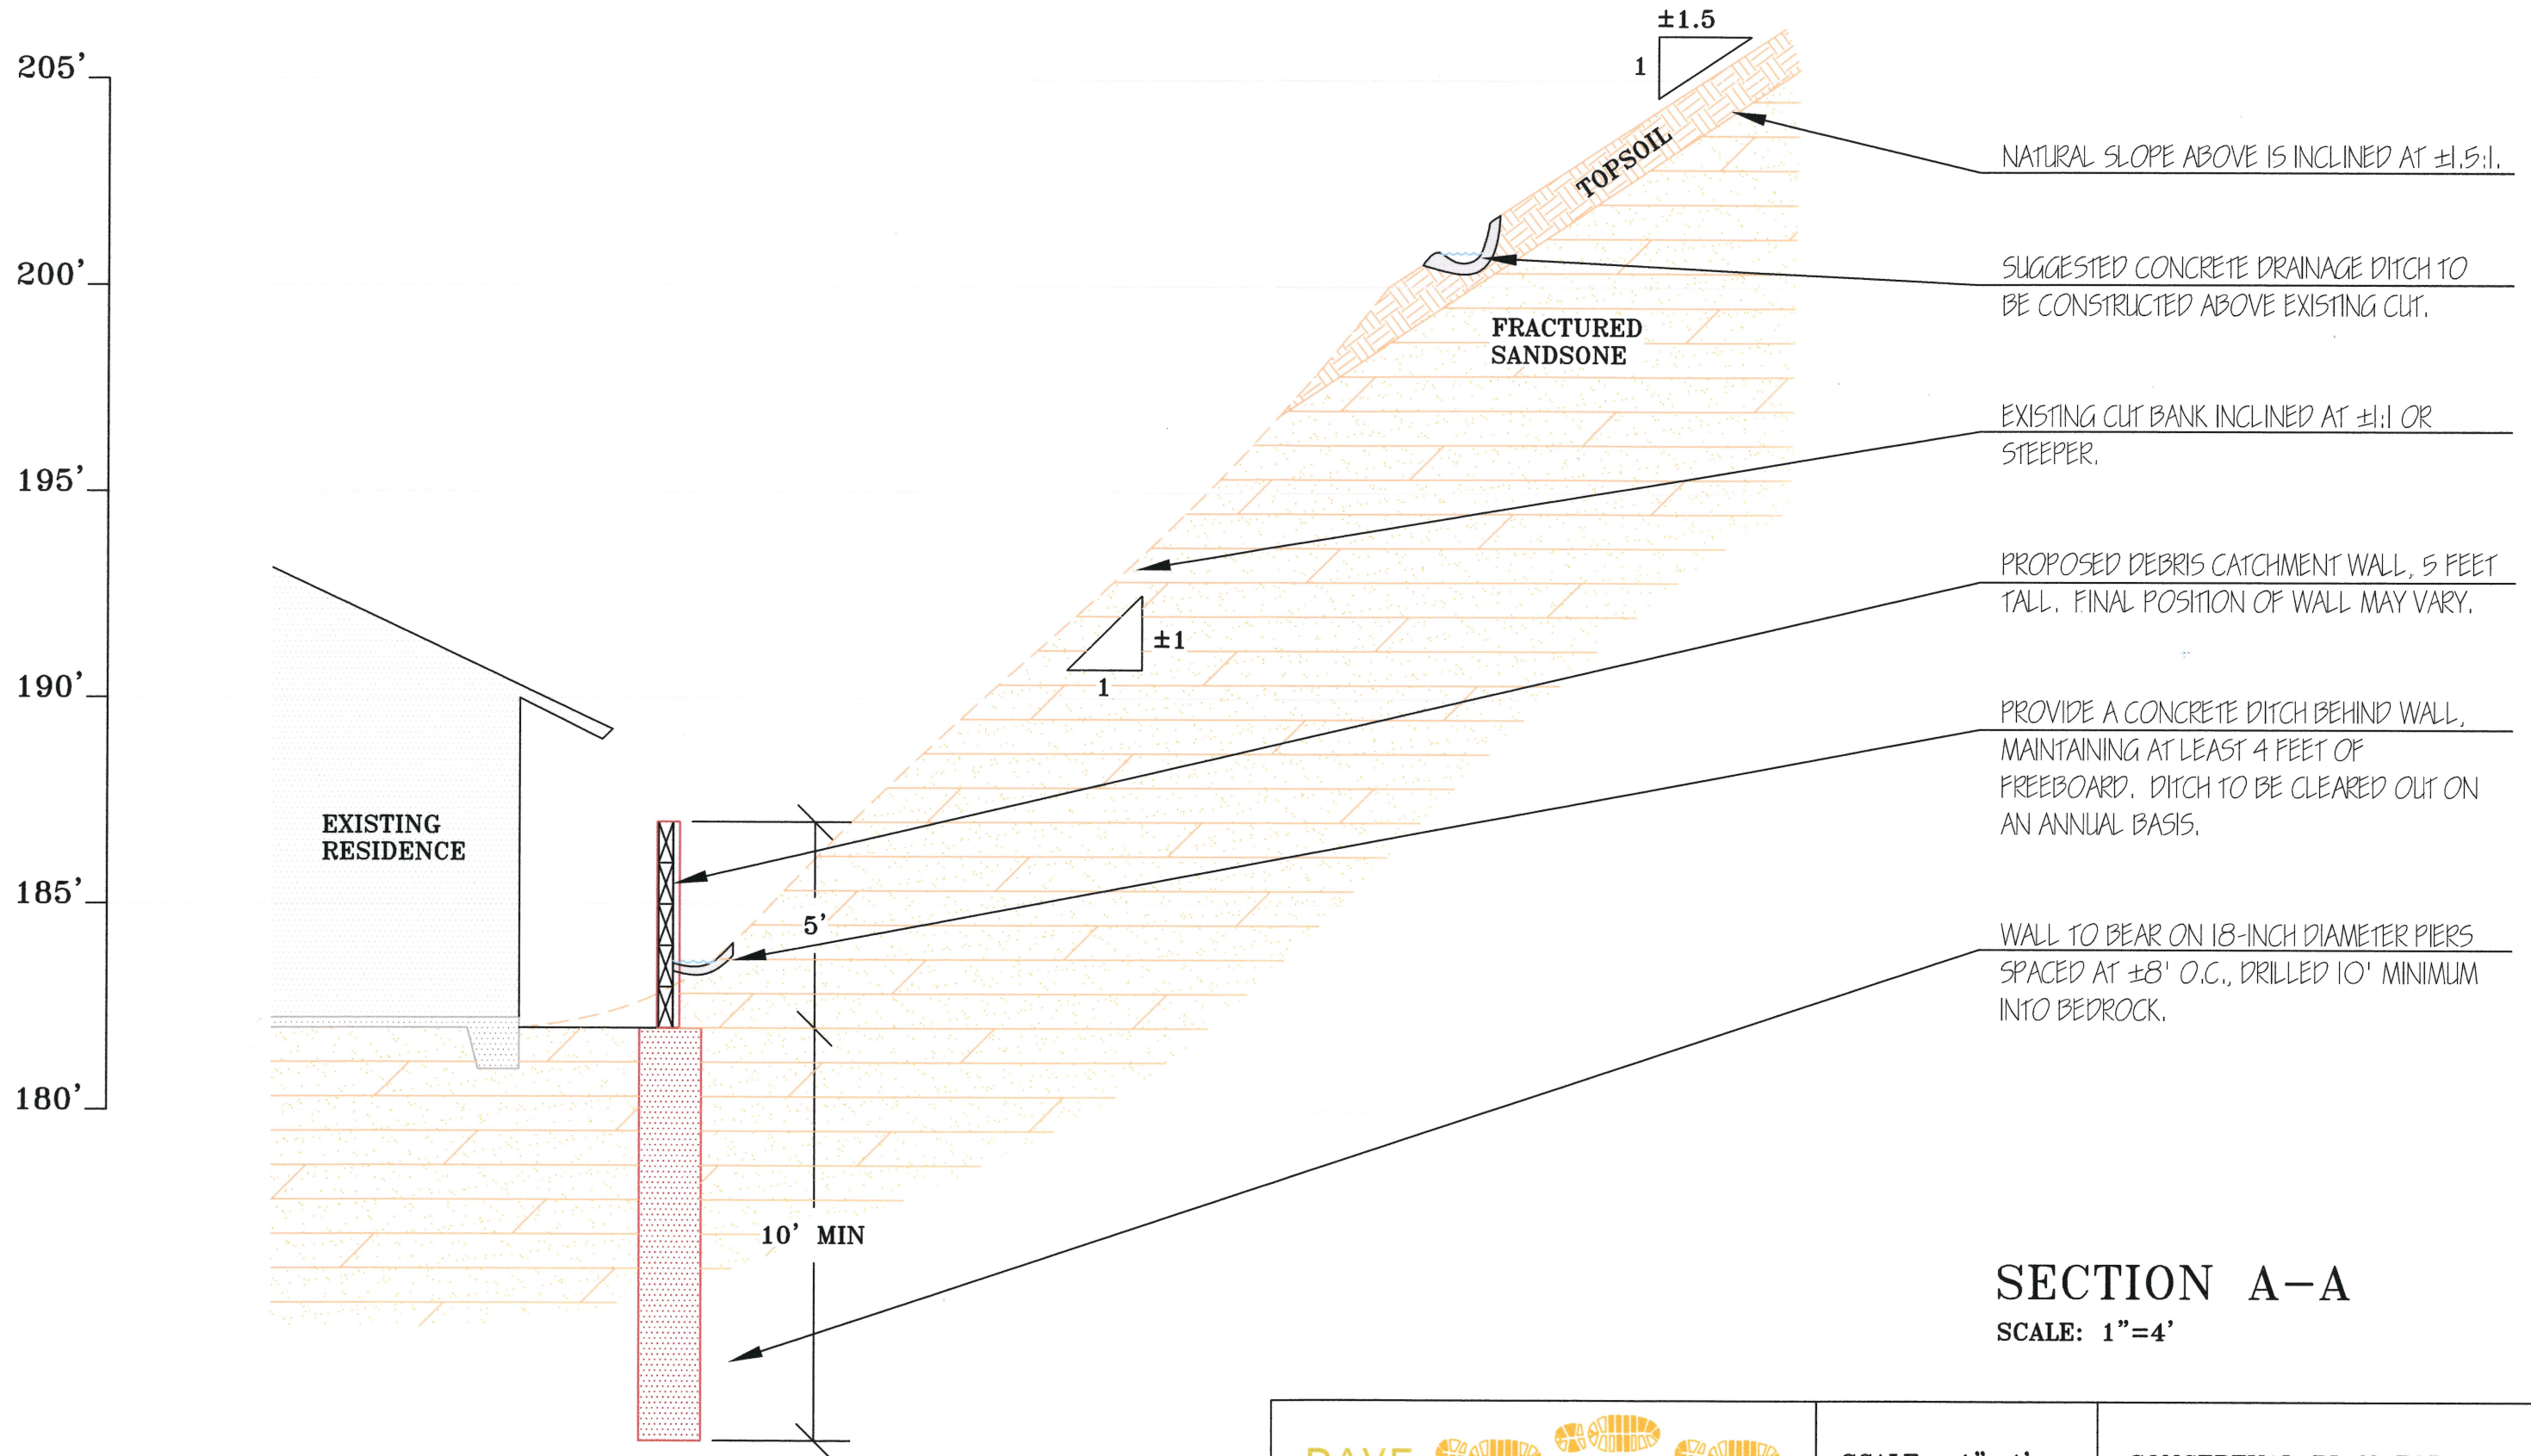 ±1.5
1
205'
TOPSOIL
NATURAL SLOPE ABOVE IS INCLINED AT ±1.5:1.
200'
SUGGESTED CONCRETE DRAINAGE DITCH TO
BE CONSTRUCTED ABOVE EXISTING CUT.
FRACTURED
SANDSONE
EXISTING CUT BANK INCLINED AT ±1:1 OR
STEEPER.
195'
PROPOSED DEBRIS CATCHMENT WALL, 5 FEET
TALL. FINAL POSITION OF WALL MAY VARY.
±1
1
190'
PROVIDE A CONCRETE DITCH BEHIND WALL,
MAINTAINING AT LEAST 4 FEET OF
FREEBOARD. DITCH TO BE CLEARED OUT ON
AN ANNUAL BASIS.
EXISTING
RESIDENCE
185'
5'
WALL TO BEAR ON 18-INCH DIAMETER PIERS
SPACED AT ±8' O.C., DRILLED 10' MINIMUM
INTO BEDROCK.
180'
10' MIN
SECTION A-A
SCALE: 1"=4'
DAVE